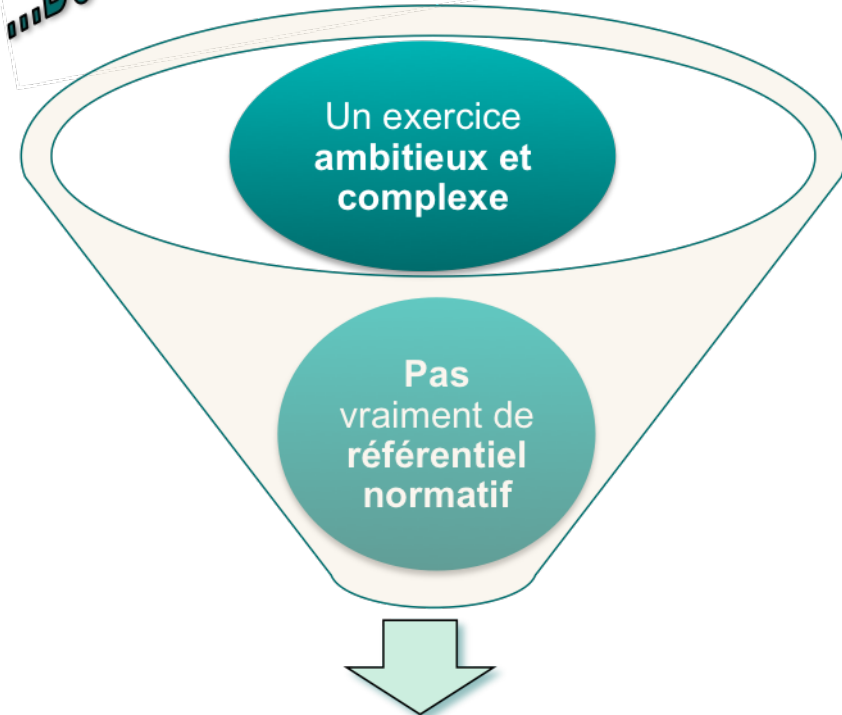 Un exercice
ambitieux et
complexe
Pas
vraiment de
référentiel
normatif